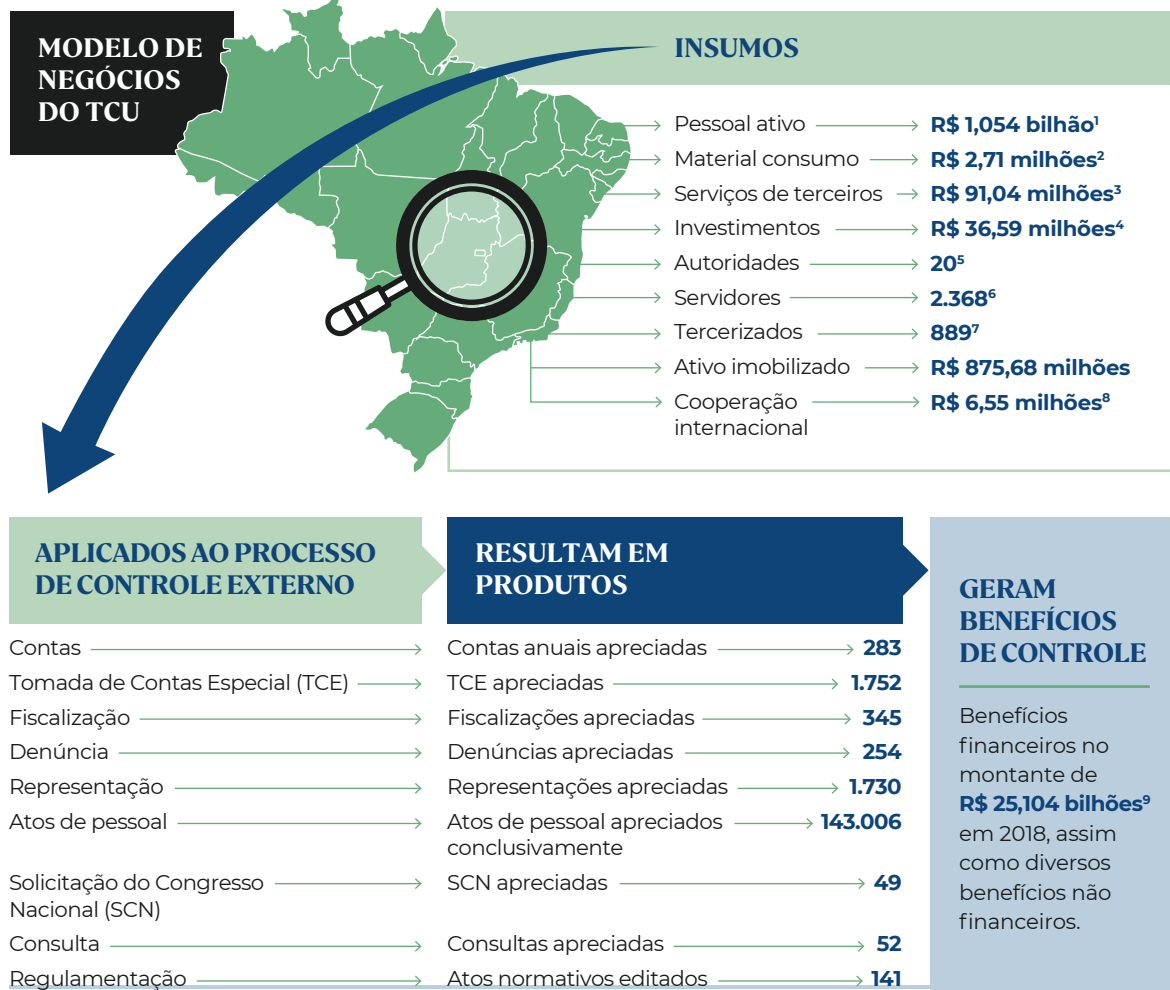 MODELO DE
NEGÓCIOS
DO TCU
INSUMOS
Pessoal ativo R$ 1,054 bilhão¹
Material consumo R$ 2,71 milhões²
Serviços de terceiros R$ 91,04 milhões³
Investimentos R$ 36,59 milhões⁴
Autoridades 20⁵
Servidores 2.368⁶
Tercerizados 889⁷
Ativo imobilizado R$ 875,68 milhões
Cooperação R$ 6,55 milhões⁸
internacional
APLICADOS AO PROCESSO
DE CONTROLE EXTERNO
Contas
Tomada de Contas Especial (TCE)
Fiscalização
Denúncia
Representação
Atos de pessoal
Solicitação do Congresso
Nacional (SCN)
Consulta
Regulamentação
RESULTAM EM
PRODUTOS
Contas anuais apreciadas 283
TCE apreciadas 1.752
Fiscalizações apreciadas 345
Denúncias apreciadas 254
Representações apreciadas 1.730
Atos de pessoal apreciados 143.006
conclusivamente
SCN apreciadas 49
Consultas apreciadas 52
Atos normativos editados 141
GERAM
BENEFÍCIOS
DE CONTROLE
Benefícios
financeiros no
montante de
R$ 25,104 bilhões⁹
em 2018, assim
como diversos
benefícios não
financeiros.